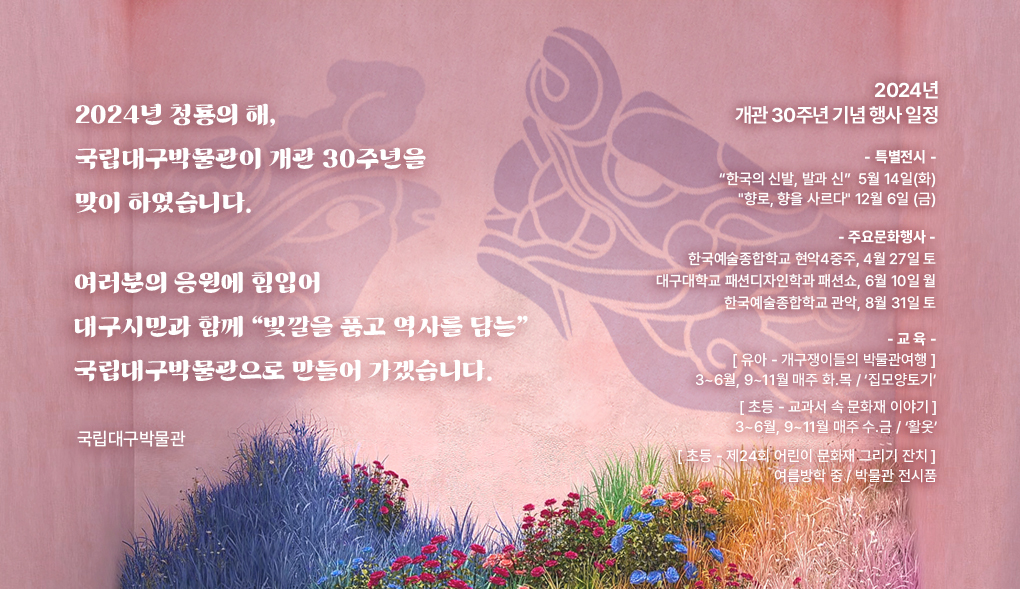 2024년 청룡의 해,
국립대구박물관이 개관 30주년을
맞이 하였습니다.
여러분의 응원에 힘입어
대구시민과 함께 “빛깔을 품고 역사를 담는”
국립대구박물관으로 만들어 가겠습니다.
국립대구박물관
2024년
개관 30주년 기념 행사 일정
- 특별전시 -
“한국의 신발, 발과 신” 5월 14일(화)
"향로, 향을 사르다" 12월 6일 (금)
- 주요문화행사 -
한국예술종합학교 현악4중주, 4월 27일 토
대구대학교 패션디자인학과 패션쇼, 6월 10일 월
한국예술종합학교 관악, 8월 31일 토
- 교 육 -
[ 유아 - 개구쟁이들의 박물관여행 ]
3~6월, 9~11월 매주 화.목 / ‘집모양토기’
[ 초등 - 교과서 속 문화재 이야기 ]
3~6월, 9~11월 매주 수.금 / ‘활옷’
[ 초등 - 제24회 어린이 문화재 그리기 잔치 ]
여름방학 중 / 박물관 전시품